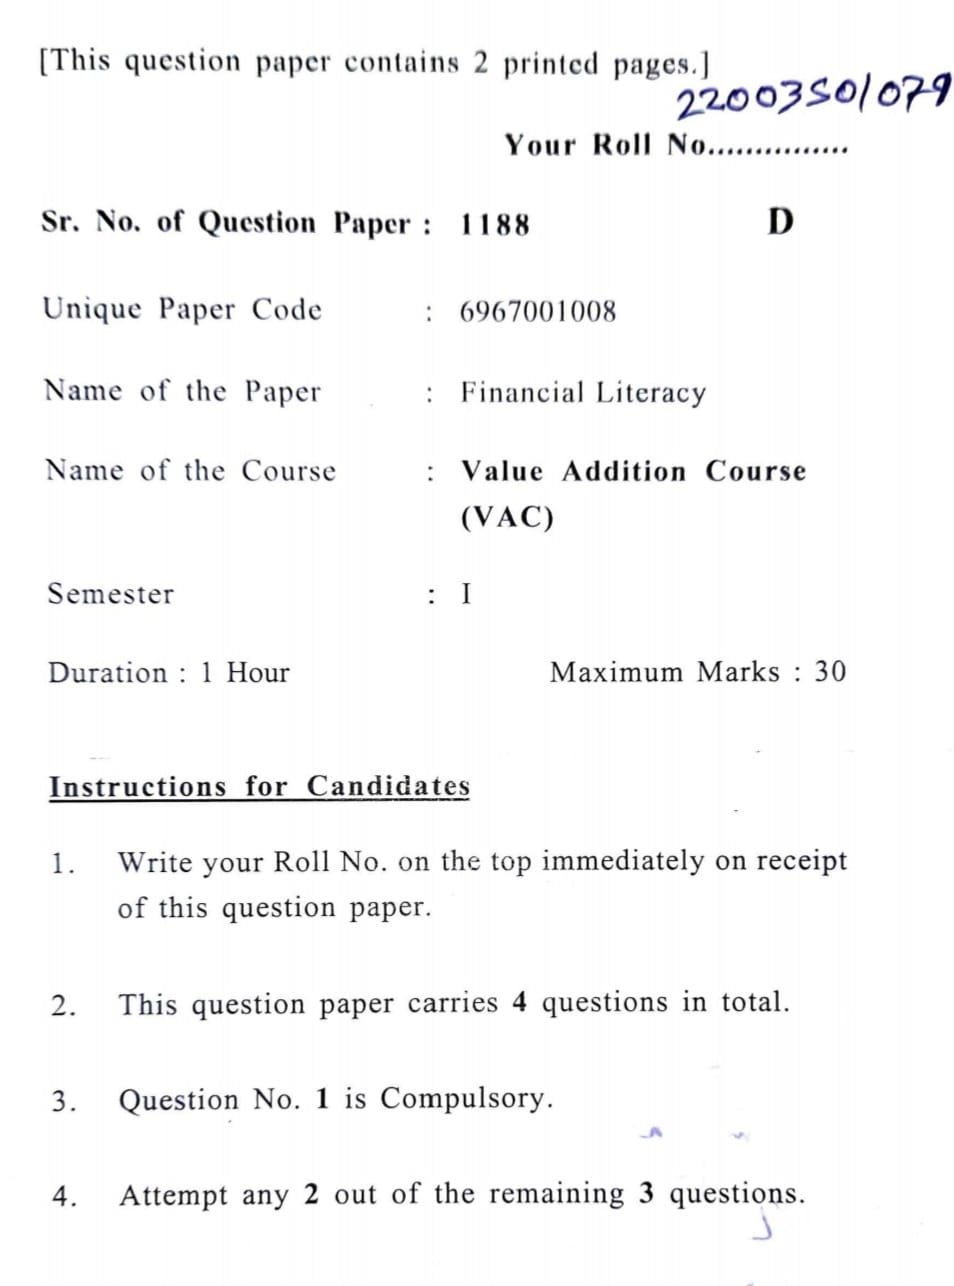 [This question paper contains 2 printed pages.]
22003501079
Your Roll No...............
Sr. No. of Question Paper : 1188 D
Unique Paper Code : 6967001008
Name of the Paper : Financial Literacy
Name of the Course : Value Addition Course
(VAC)
Semester : I
Duration : 1 Hour Maximum Marks : 30
Instructions for Candidates
1. Write your Roll No. on the top immediately on receipt
of this question paper.
2. This question paper carries 4 questions in total.
3. Question No. 1 is Compulsory.
4. Attempt any 2 out of the remaining 3 questions.